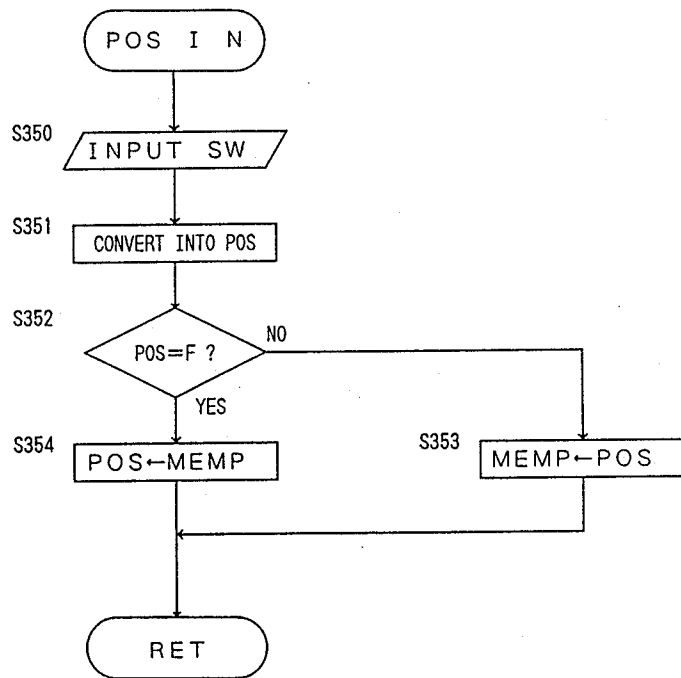 POS I N
S350
INPUT SW
S351
CONVERT INTO POS
S352
POS=F ?
NO
YES
S354
POS←MEMP
S353
MEMP←POS
RET